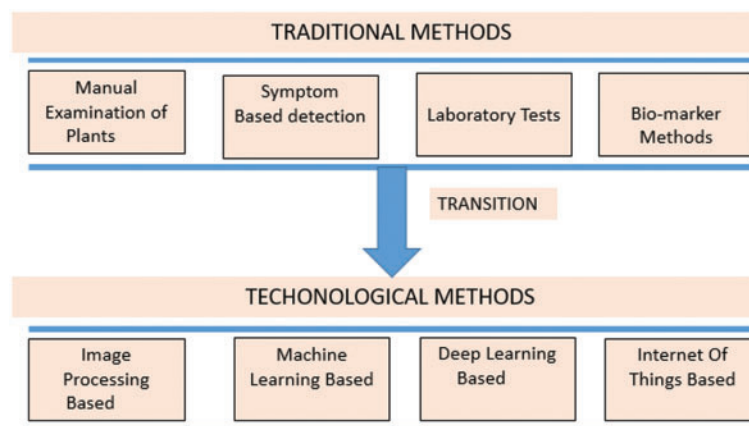 TRADITIONAL METHODS
Manual
Examination of
Plants
Symptom
Based detection
Laboratory Tests
Bio-marker
Methods
TRANSITION
TECHONOLOGICAL METHODS
Image
Processing
Based
Machine
Learning Based
Deep Learning
Based
Internet Of
Things Based